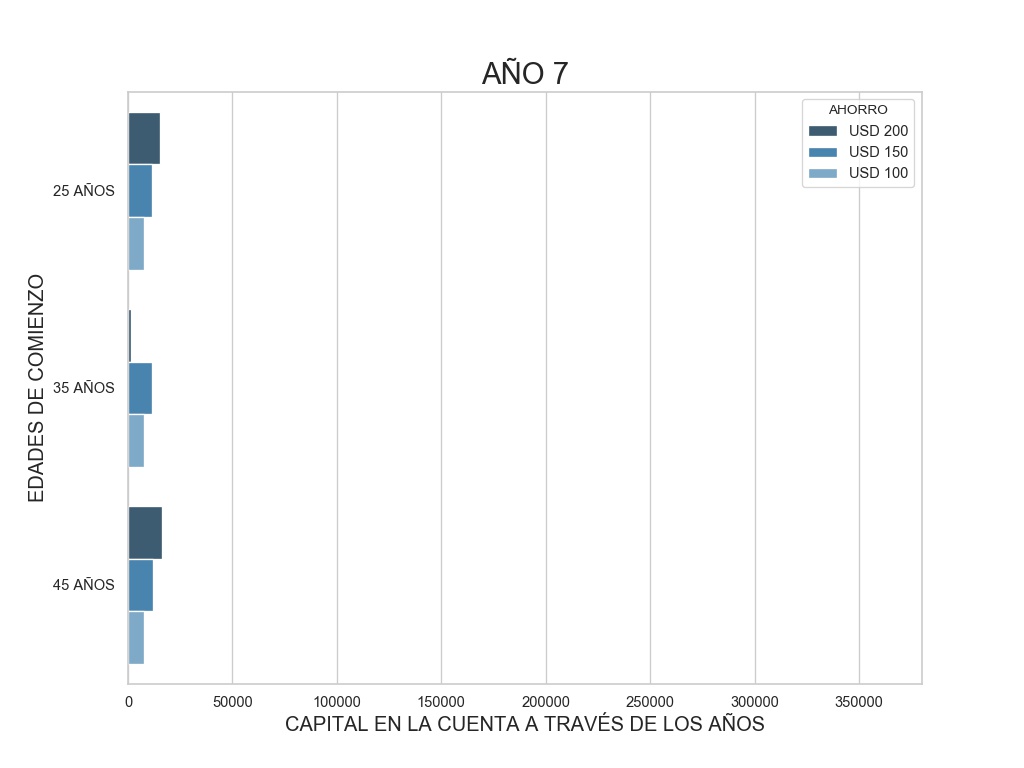 AÑO 7
AHORRO
USD 200
USD 150
USD 100
25 AÑOS
35 AÑOS
45 AÑOS
EDADES DE COMIENZO
0 50000 100000 150000 200000 250000 300000 350000
CAPITAL EN LA CUENTA A TRAVÉS DE LOS AÑOS